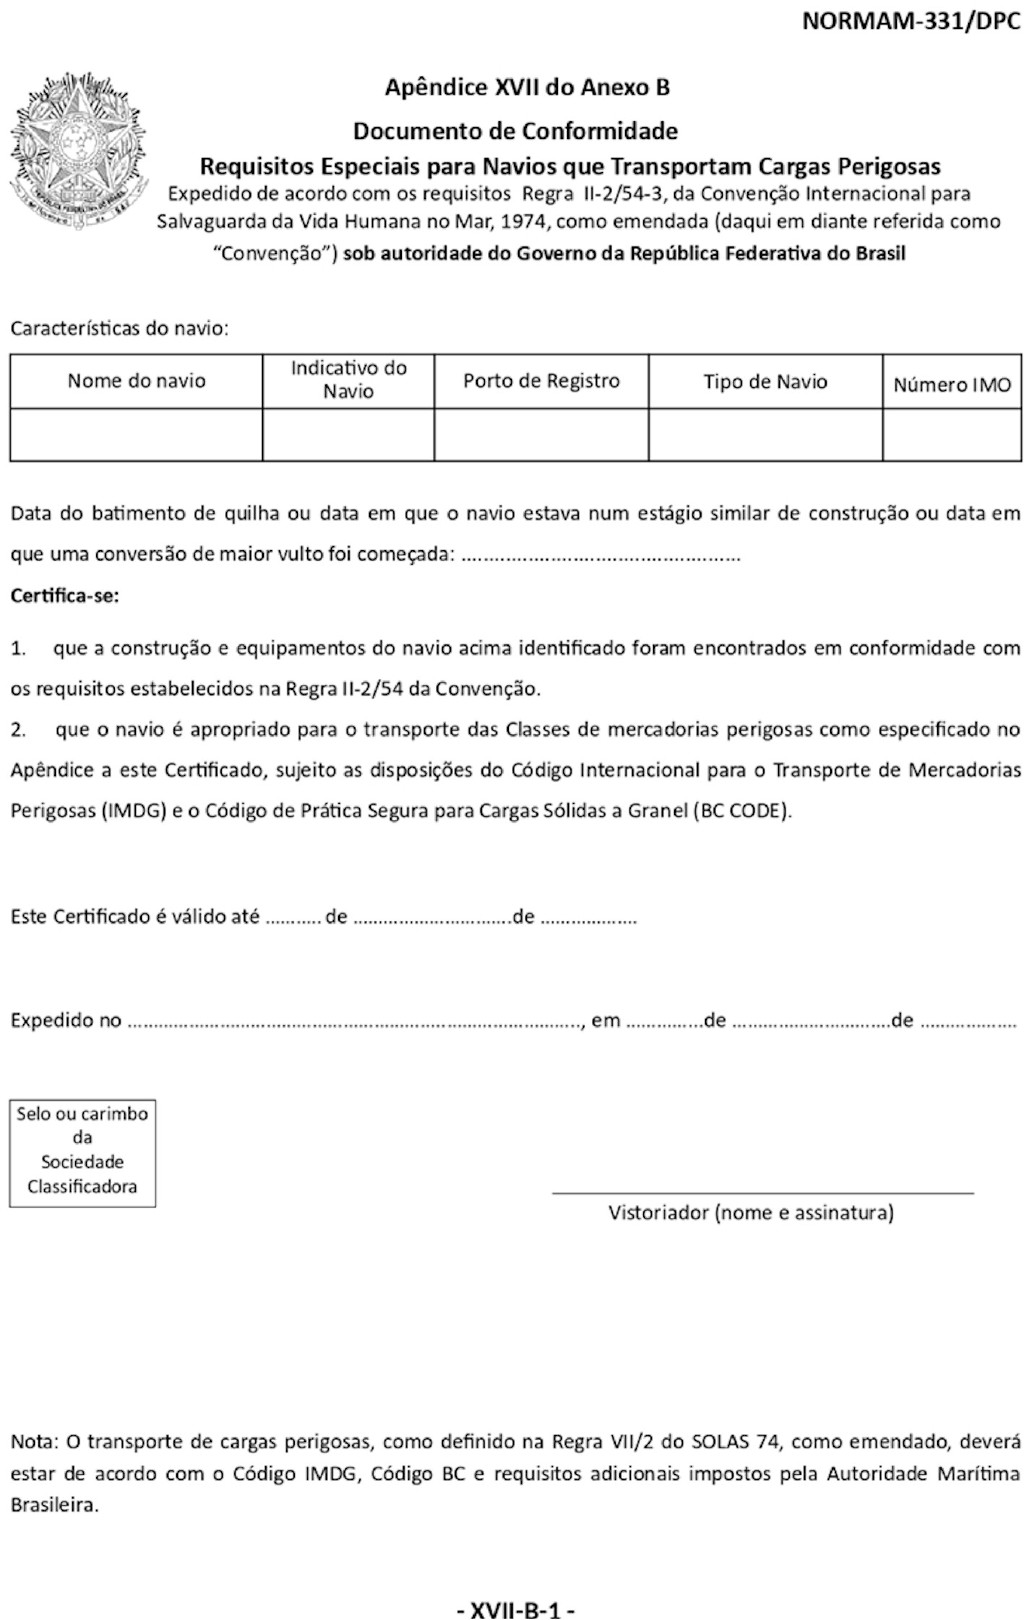 NORMAM-331/DPC
Apêndice XVII do Anexo B
Documento de Conformidade
Requisitos Especiais para Navios que Transportam Cargas Perigosas
Expedido de acordo com os requisitos Regra II-2/54-3, da Convenção Internacional para
Salvaguarda da Vida Humana no Mar, 1974, como emendada (daqui em diante referida como
“Convenção”) sob autoridade do Governo da República Federativa do Brasil
Características do navio:
Nome do navio
Indicativo do
Navio
Porto de Registro
Tipo de Navio
Número IMO
Data do batimento de quilha ou data em que o navio estava num estágio similar de construção ou data em
que uma conversão de maior vulto foi começada: ......................................................
Certifica-se:
1. que a construção e equipamentos do navio acima identificado foram encontrados em conformidade com
os requisitos estabelecidos na Regra II-2/54 da Convenção.
2. que o navio é apropriado para o transporte das Classes de mercadorias perigosas como especificado no
Apêndice a este Certificado, sujeito as disposições do Código Internacional para o Transporte de Mercadorias
Perigosas (IMDG) e o Código de Prática Segura para Cargas Sólidas a Granel (BC CODE).
Este Certificado é válido até ........... de ...............................de ...................
Expedido no ........................................................................................, em ...............de ...............................de ...................
Selo ou carimbo
da
Sociedade
Classificadora
Vistoriador (nome e assinatura)
Nota: O transporte de cargas perigosas, como definido na Regra VII/2 do SOLAS 74, como emendado, deverá
estar de acordo com o Código IMDG, Código BC e requisitos adicionais impostos pela Autoridade Marítima
Brasileira.
- XVII-B-1 -